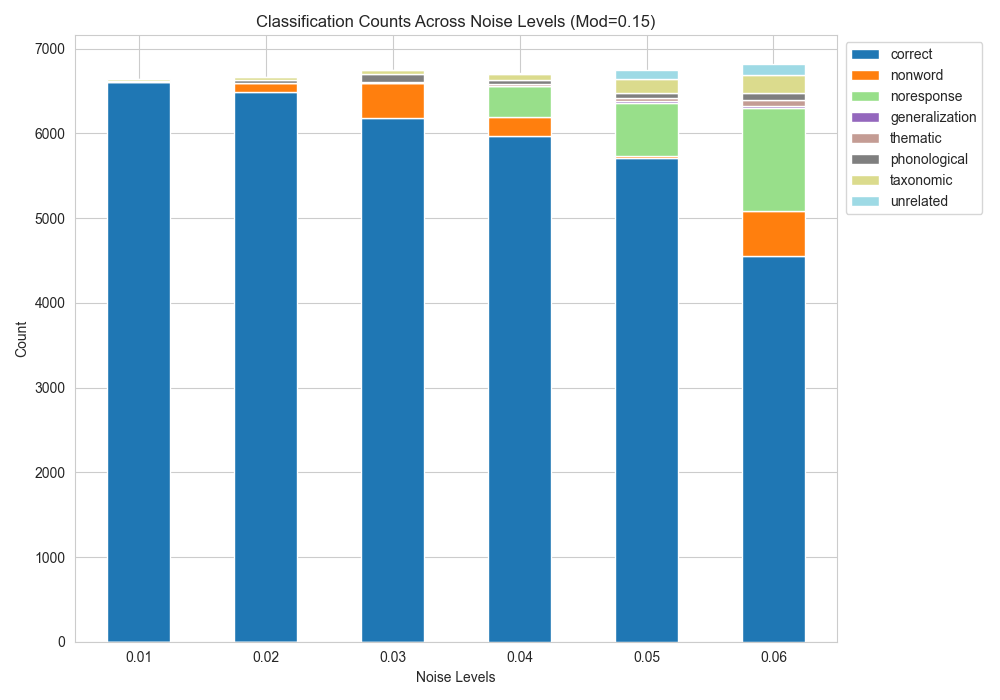 Classification Counts Across Noise Levels (Mod=0.15)
7000
6000
5000
4000
3000
2000
1000
0
Count
0.01 0.02 0.03 0.04 0.05 0.06
Noise Levels
correct
nonword
noresponse
generalization
thematic
phonological
taxonomic
unrelated